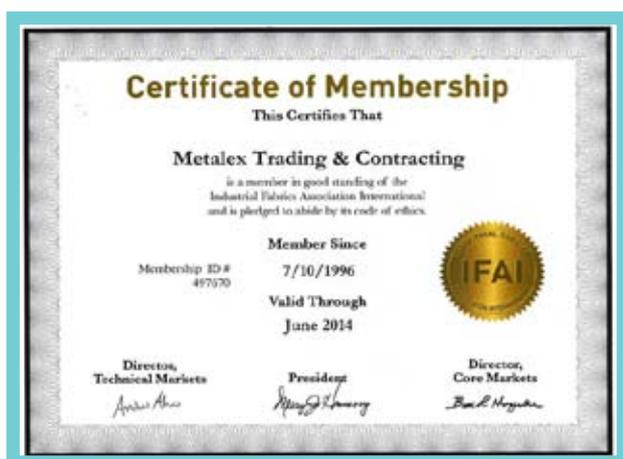 Certificate of Membership
This Certifies That
Metalex Trading & Contracting
is a member in good standing of the
Industrial Fabrics Association International
and is pledged to abide by its code of ethics.
Member Since
Membership ID #
497670
7/10/1996
Valid Through
June 2014
IFAI
Director,
Technical Markets
President
Director,
Core Markets